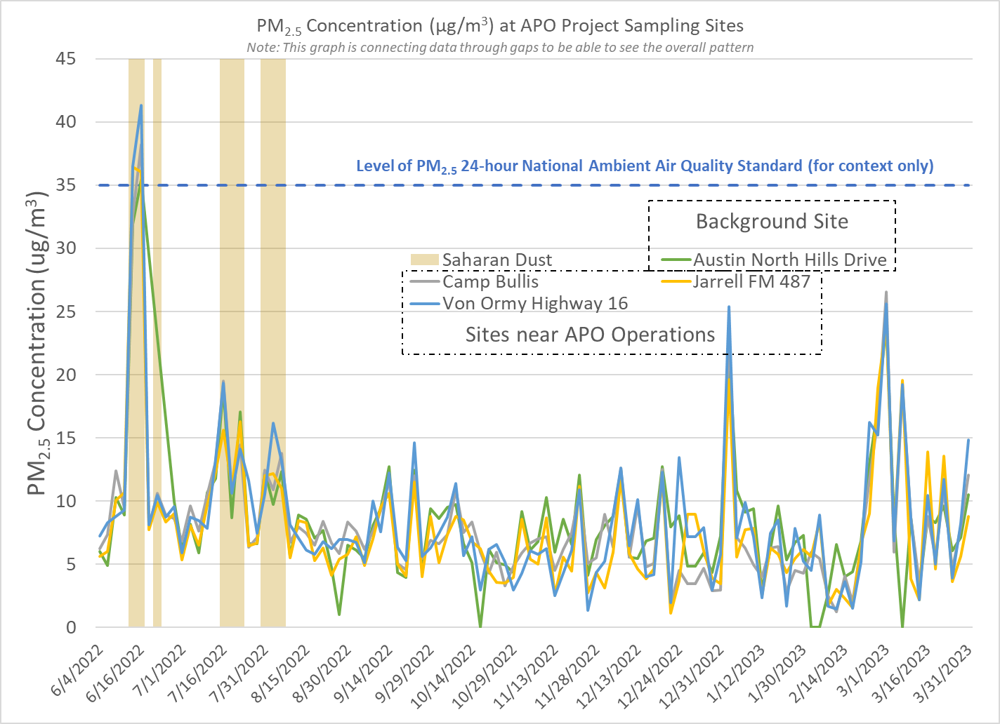 PM2.5 Concentration (µg/m3) at APO Project Sampling Sites
Note: This graph is connecting data through gaps to be able to see the overall pattern
PM2.5 Concentration (ug/m3)
45
40
35
30
25
20
15
10
5
0
Level of PM2.5 24-hour National Ambient Air Quality Standard (for context only)
Background Site
Saharan Dust
Austin North Hills Drive
Camp Bullis
Jarrell FM 487
Von Ormy Highway 16
Sites near APO Operations
6/4/2022
6/16/2022
7/1/2022
7/16/2022
7/31/2022
8/15/2022
8/30/2022
9/14/2022
9/29/2022
10/14/2022
10/29/2022
11/13/2022
11/28/2022
12/13/2022
12/24/2022
12/31/2022
1/12/2023
1/30/2023
2/14/2023
3/1/2023
3/16/2023
3/31/2023